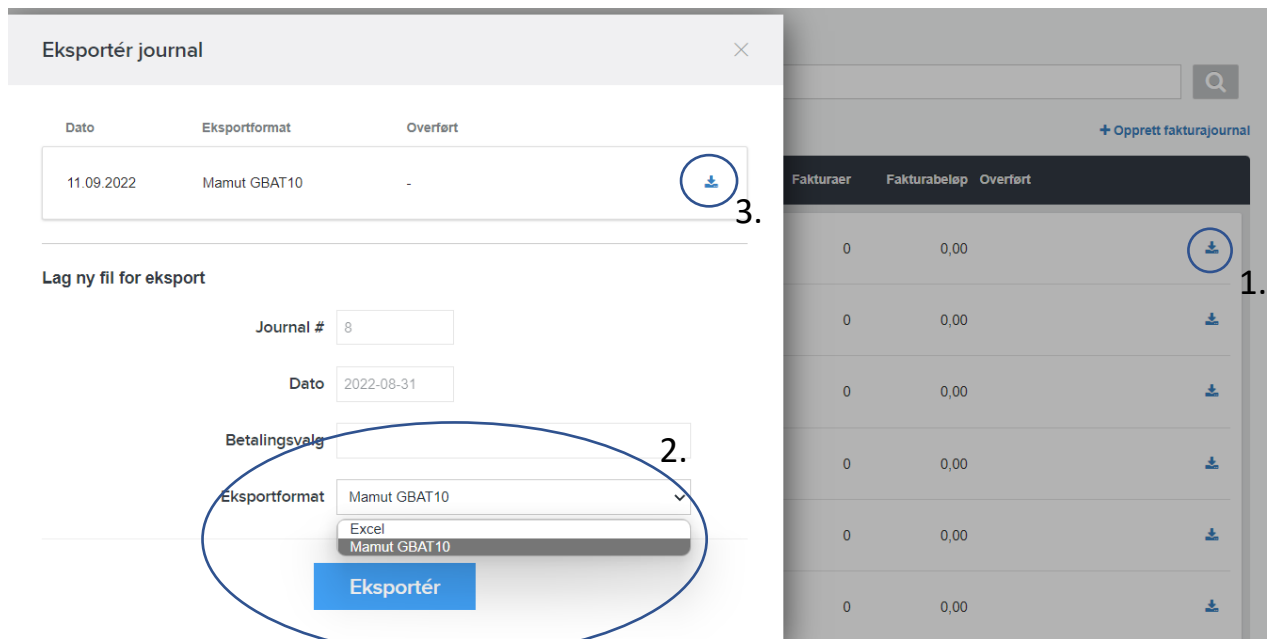 Eksportér journal
Dato Eksportformat Overført
11.09.2022 Mamut GBAT10 -
3.
Lag ny fil for eksport
Journal # 8
Dato 2022-08-31
Betalingsvalg
2.
Eksportformat Mamut GBAT10
Excel
Mamut GBAT10
Eksportér
+ Opprett fakturajournal
Fakturaer Fakturabeløp Overført
0 0,00
1.
0 0,00
0 0,00
0 0,00
0 0,00
0 0,00